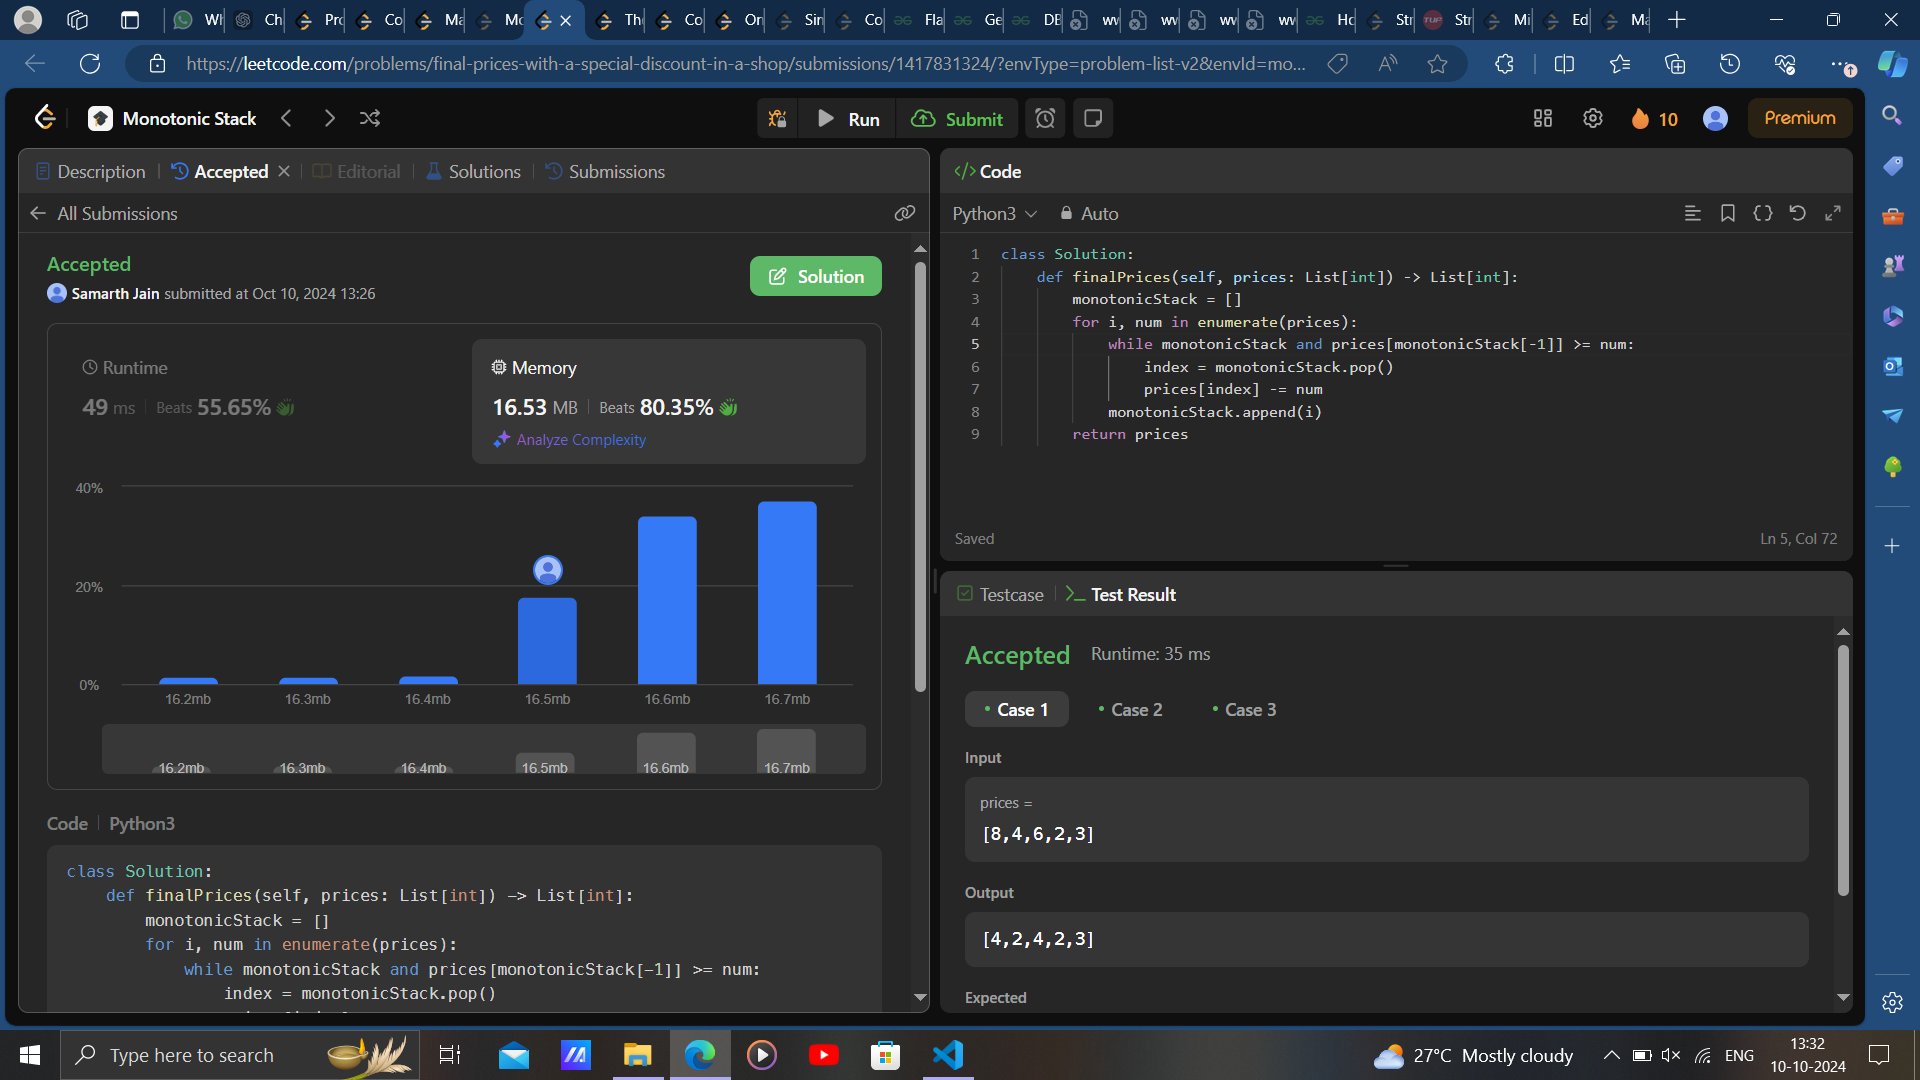 Wh
Ch
Pro
Co
Ma
Mo
The
Co
On
Sin
Co
Fla
Ge
DB
wv
wv
wv
wv
Ho
Str
Str
Mi
Ed
Ma
https://leetcode.com/problems/final-prices-with-a-special-discount-in-a-shop/submissions/1417831324/?envType=problem-list-v2&envId=mo...
Monotonic Stack
Run
Submit
10
Premium
Description
Accepted
Editorial
Solutions
Submissions
All Submissions
Accepted
Samarth Jain submitted at Oct 10, 2024 13:26
Solution
Runtime
49 ms
Beats 55.65%
Memory
16.53 MB
Beats 80.35%
Analyze Complexity
40%
20%
0%
16.2mb 16.3mb 16.4mb 16.5mb 16.6mb 16.7mb
16.2mb 16.3mb 16.4mb 16.5mb 16.6mb 16.7mb
Code | Python3
class Solution:
    def finalPrices(self, prices: List[int]) -> List[int]:
        monotonicStack = []
        for i, num in enumerate(prices):
            while monotonicStack and prices[monotonicStack[-1]] >= num:
                index = monotonicStack.pop()
</> Code
Python3
Auto
1 class Solution:
2     def finalPrices(self, prices: List[int]) -> List[int]:
3         monotonicStack = []
4         for i, num in enumerate(prices):
5             while monotonicStack and prices[monotonicStack[-1]] >= num:
6                 index = monotonicStack.pop()
7                 prices[index] -= num
8             monotonicStack.append(i)
9         return prices
Saved
Ln 5, Col 72
Testcase
Test Result
Accepted
Runtime: 35 ms
Case 1
Case 2
Case 3
Input
prices =
[8,4,6,2,3]
Output
[4,2,4,2,3]
Expected
Type here to search
27°C Mostly cloudy
ENG
13:32
10-10-2024